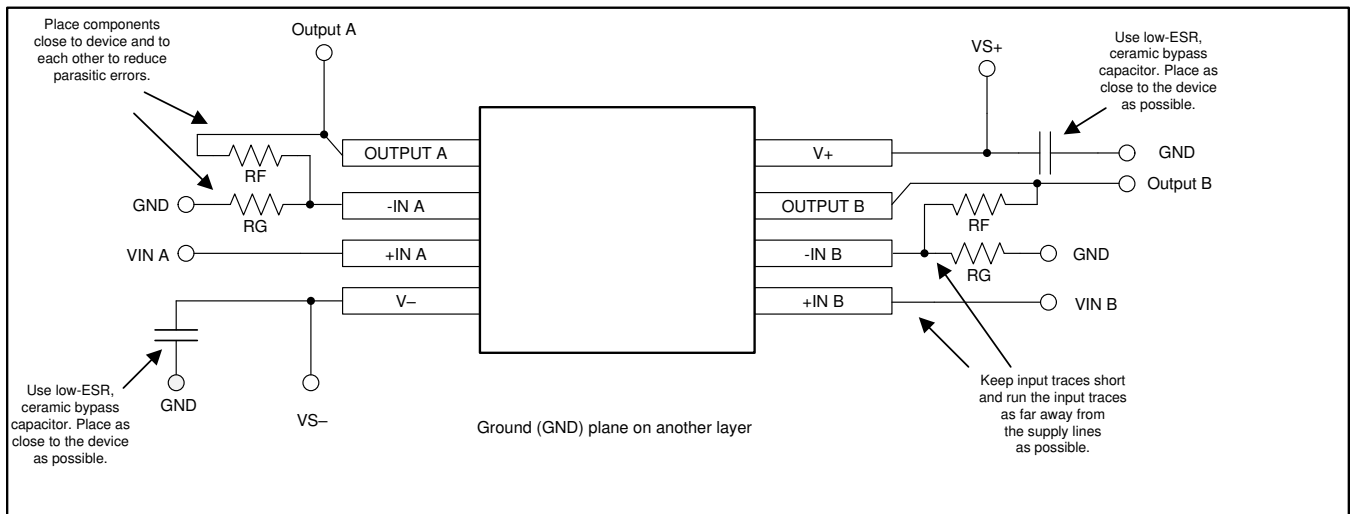 Place components
close to device and to
each other to reduce
parasitic errors.
Output A
VS+
Use low-ESR,
ceramic bypass
capacitor. Place as
close to the device
as possible.
OUTPUT A
V+
GND
RF
Output B
GND
-IN A
OUTPUT B
RG
RF
VIN A
+IN A
-IN B
GND
RG
V–
+IN B
VIN B
Use low-ESR,
ceramic bypass
capacitor. Place as
close to the device
as possible.
GND
VS–
Ground (GND) plane on another layer
Keep input traces short
and run the input traces
as far away from
the supply lines
as possible.